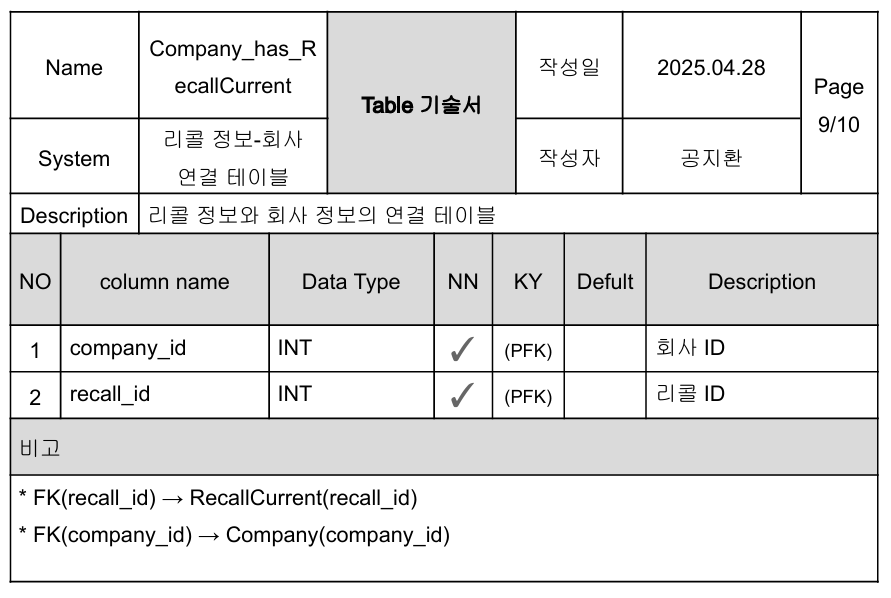 Name
Company_has_R
ecallCurrent
Table 기술서
작성일
2025.04.28
Page
9/10
System
리콜 정보-회사
연결 테이블
작성자
공지환
Description
리콜 정보와 회사 정보의 연결 테이블
NO column name Data Type NN KY Defult Description
1 company_id INT ✓ (PFK) 회사 ID
2 recall_id INT ✓ (PFK) 리콜 ID
비고
* FK(recall_id) → RecallCurrent(recall_id)
* FK(company_id) → Company(company_id)